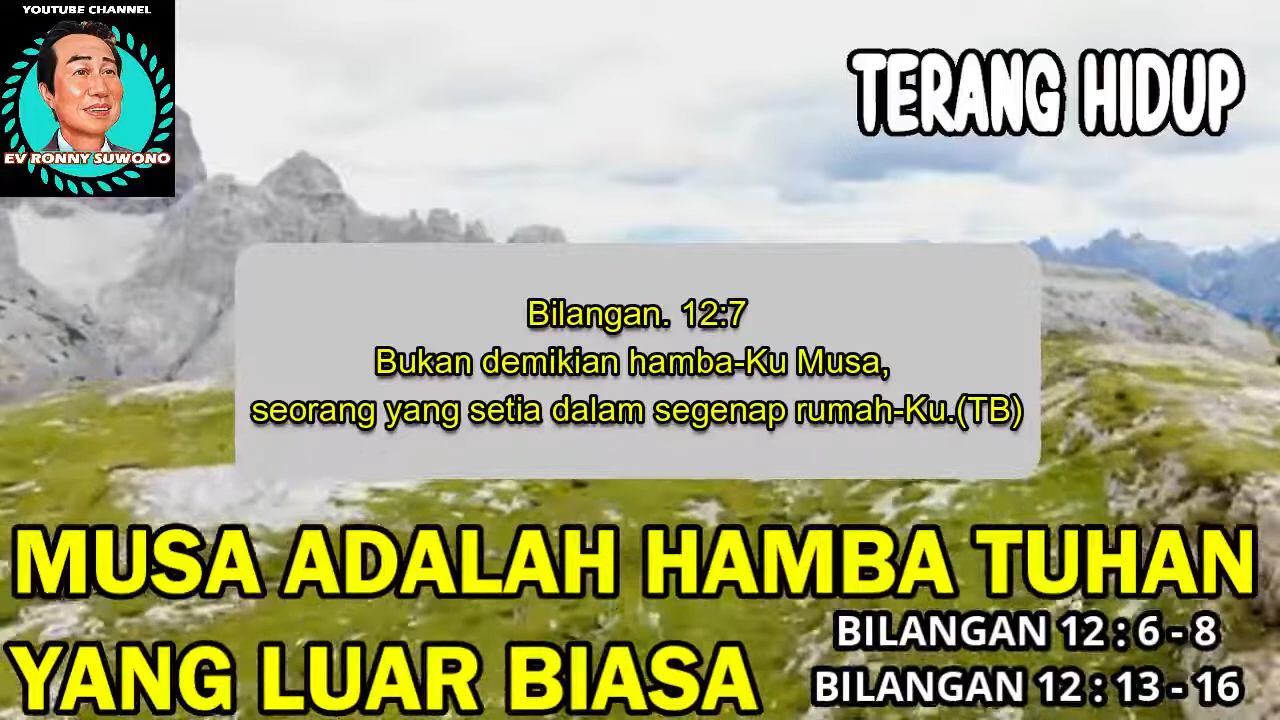 YOUTUBE CHANNEL
EV RONNY SUWONO
TERANG HIDUP
Bilangan. 12:7
Bukan demikian hamba-Ku Musa,
seorang yang setia dalam segenap rumah-Ku.(TB)
MUSA ADALAH HAMBA TUHAN
YANG LUAR BIASA
BILANGAN 12 : 6 - 8
BILANGAN 12 : 13 - 16